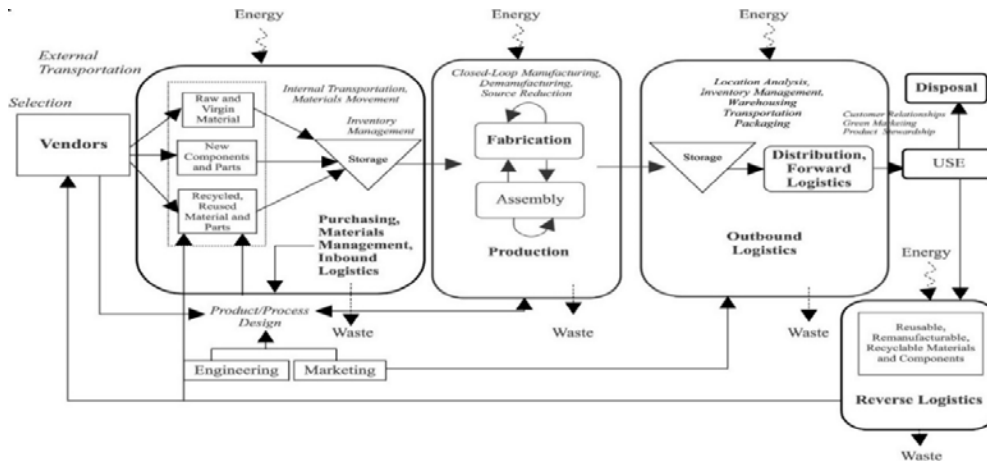 Energy
Energy
Energy
External
Transportation
Selection
Vendors
Raw and
Virgin
Material
New
Components
and Parts
Recycled,
Reused
Material and
Parts
Internal Transportation,
Materials Movement
Inventory
Management
Storage
Purchasing,
Materials
Management,
Inbound
Logistics
Closed-Loop Manufacturing,
Demanufacturing,
Source Reduction
Fabrication
Assembly
Production
Location Analysis,
Inventory Management,
Warehousing
Transportation
Packaging
Storage
Distribution,
Forward
Logistics
Outbound
Logistics
Customer Relationships
Green Marketing
Product Stewardship
Disposal
USE
Energy
Reusable,
Remanufacturable,
Recyclable Materials
and Components
Reverse Logistics
Waste
Product/Process
Design
Engineering
Marketing
Waste
Waste
Waste